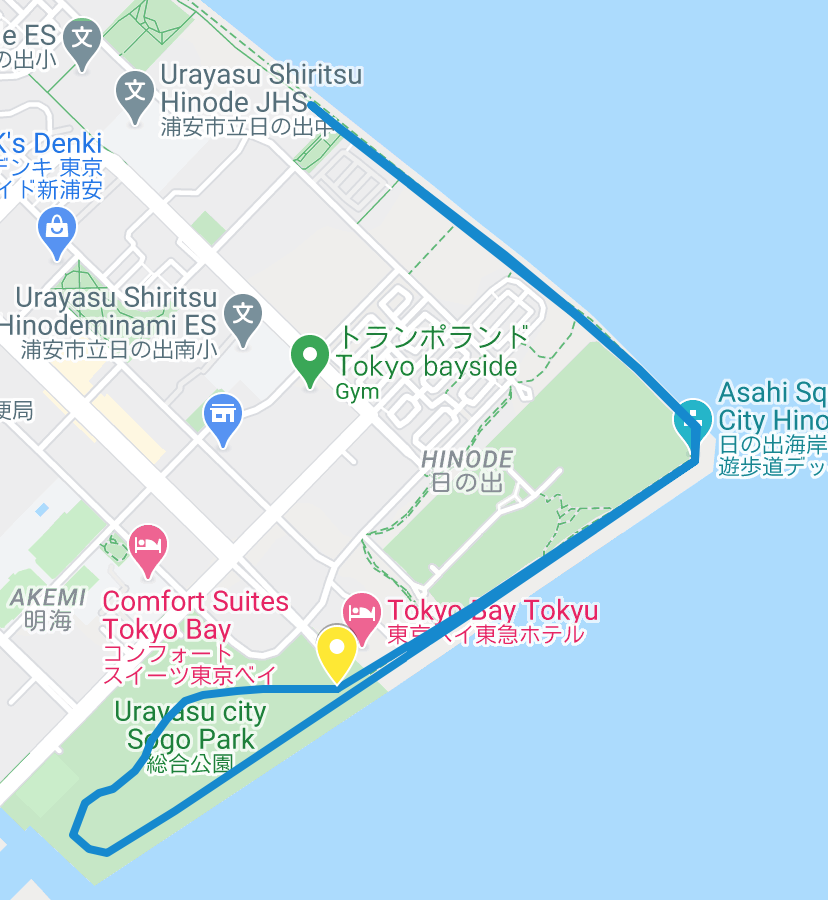 e ES
の出小
Urayasu Shiritsu
Hinode JHS
浦安市立日の出中
K's Denki
デンキ 東京
イド新浦安
Urayasu Shiritsu
Hinodeminami ES
浦安市立日の出南小
トランポランド
Tokyo bayside
Gym
Asahi Sq
City Hino
日の出海岸
遊歩道デッ
便局
HINODE
日の出
AKEMI
明海
Comfort Suites
Tokyo Bay
コンフォート
スイーツ東京ベイ
Tokyo Bay Tokyu
東京ベイ東急ホテル
Urayasu city
Sogo Park
総合公園